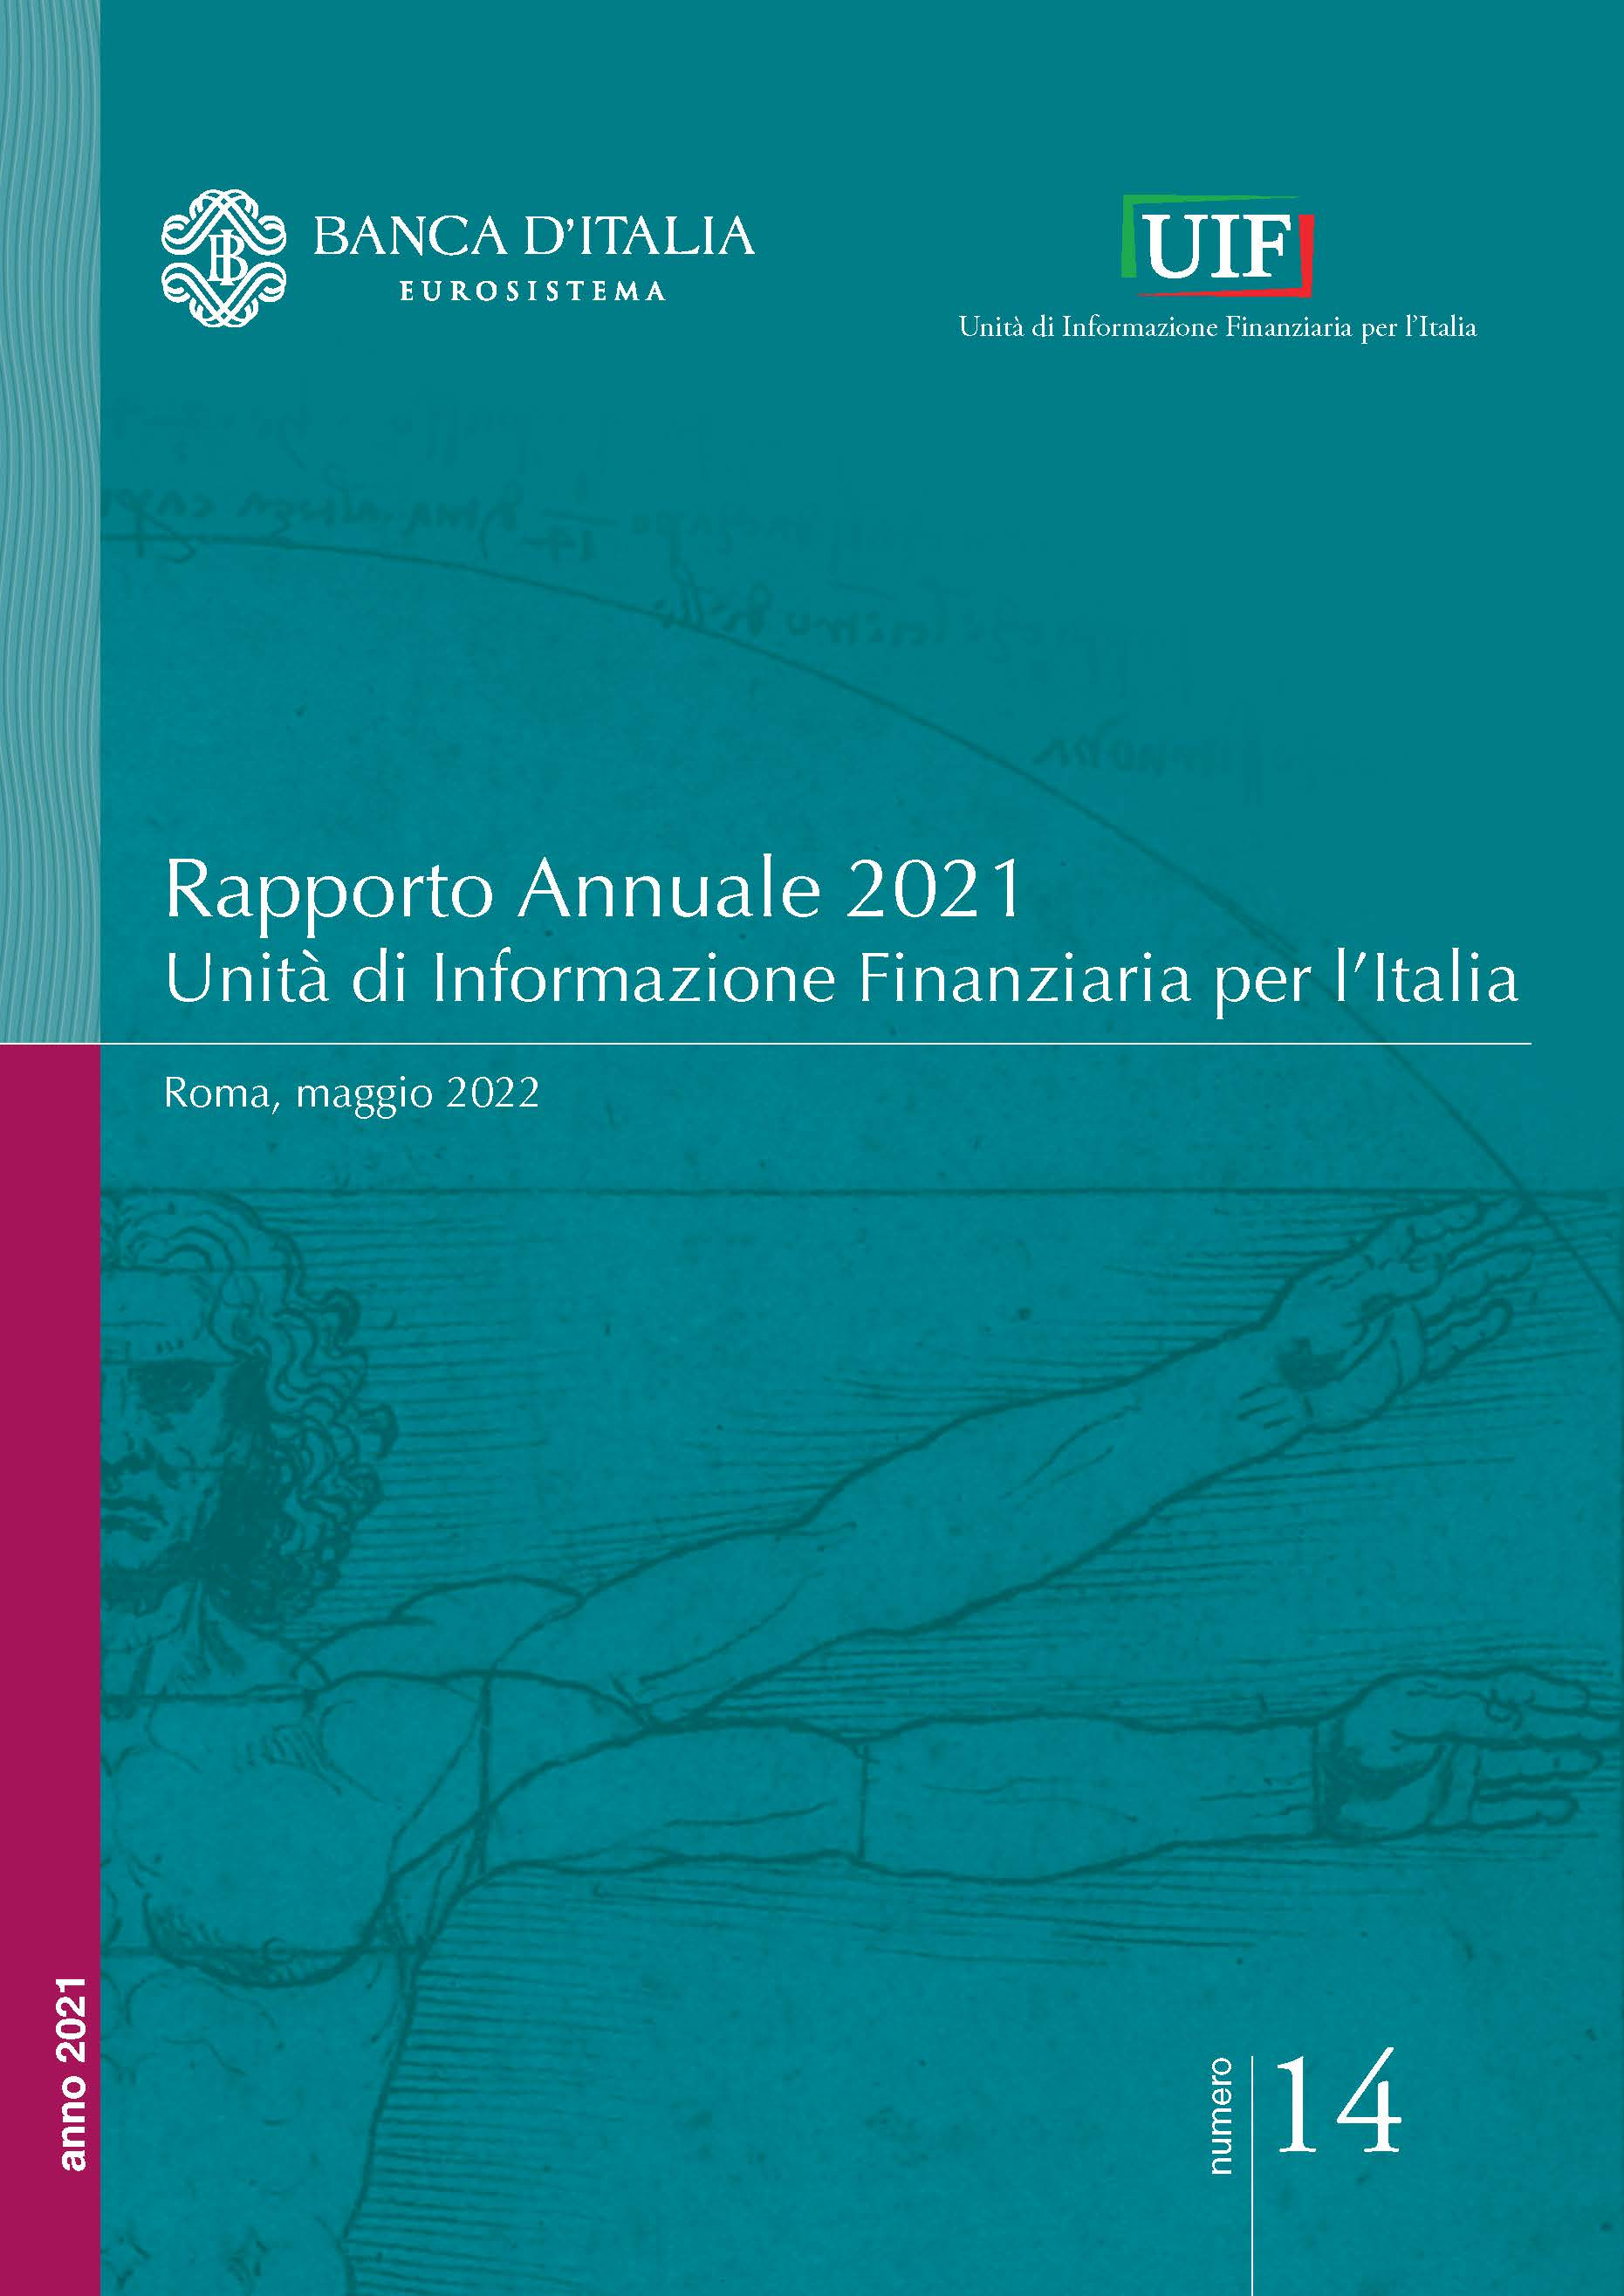 BANCA D'ITALIA
EUROSISTEMA
UIF
Unità di Informazione Finanziaria per l'Italia
Rapporto Annuale 2021
Unità di Informazione Finanziaria per l'Italia
Roma, maggio 2022
anno 2021
numero
14